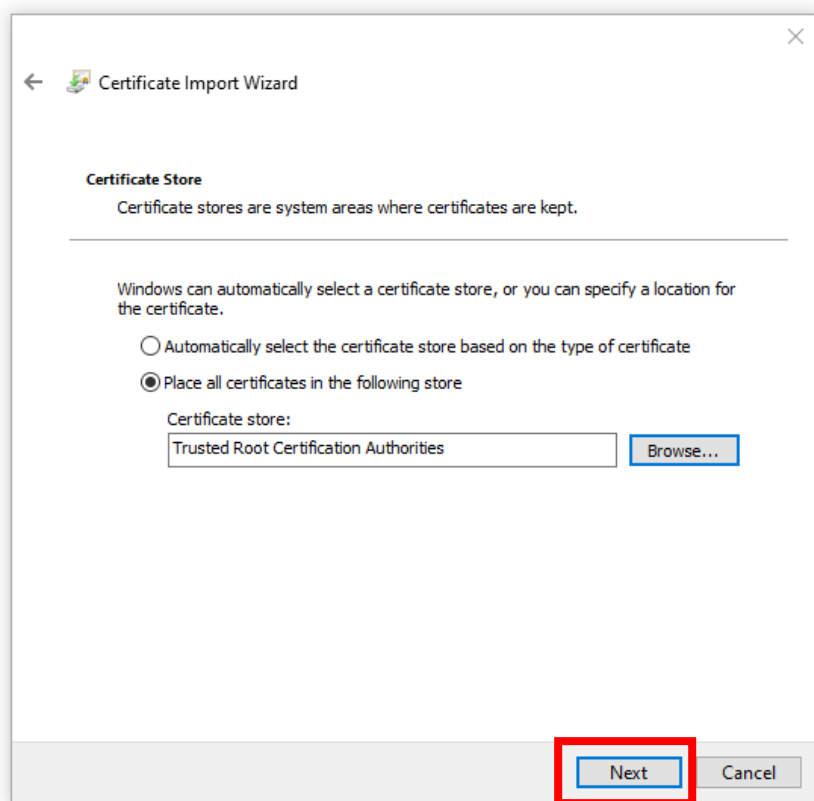 Certificate Import Wizard
Certificate Store
Certificate stores are system areas where certificates are kept.
Windows can automatically select a certificate store, or you can specify a location for
the certificate.
Automatically select the certificate store based on the type of certificate
Place all certificates in the following store
Certificate store:
Trusted Root Certification Authorities
Browse...
Next
Cancel